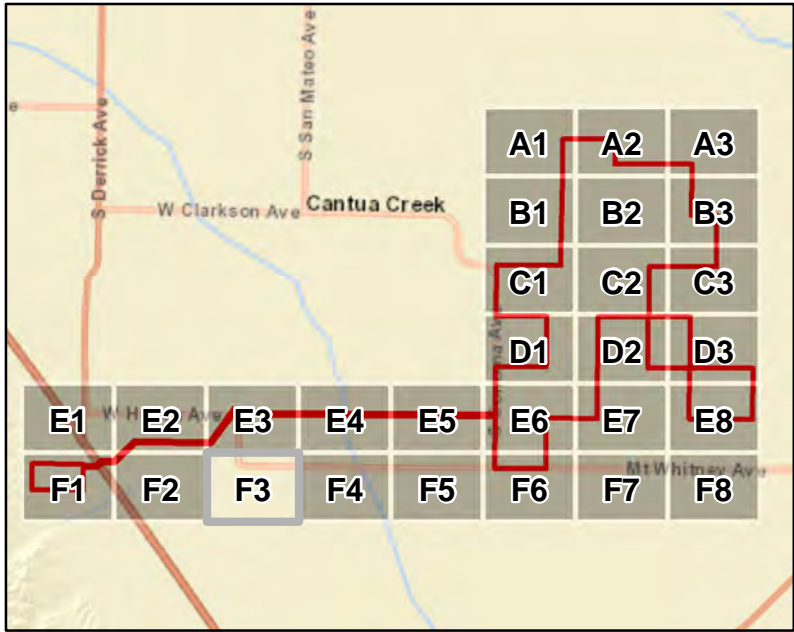 S Derrick Ave
S San Mateo Ave
e
A1 A2 A3
W Clarkson Ave
Cantua Creek
B1 B2 B3
C1 C2 C3
D1 D2 D3
E1 E2 E3 E4 E5 E6 E7 E8
F1 F2 F3 F4 F5 F6 F7 F8
Mt Whitney Ave